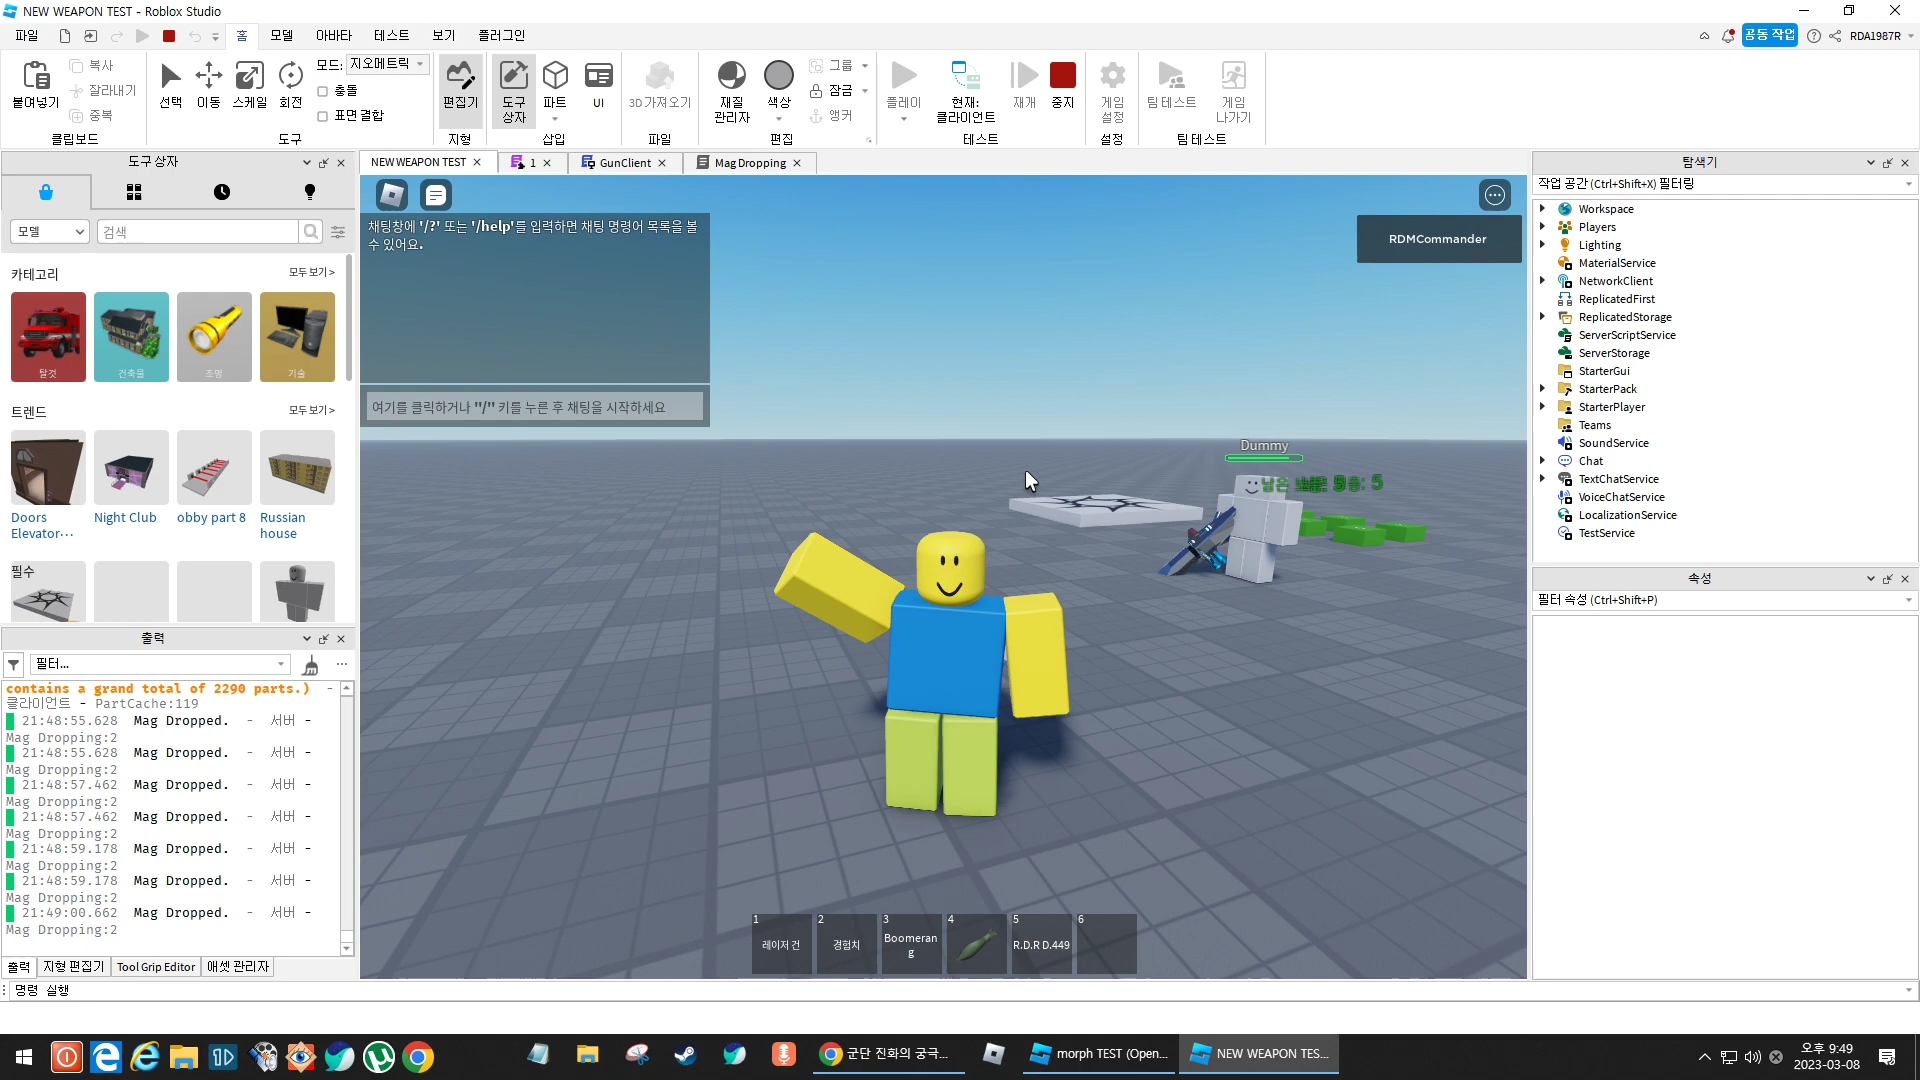 NEW WEAPON TEST - Roblox Studio
파일 홈 모델 아바타 테스트 보기 플러그인 공동 작업 RDA1987R
붙여넣기 복사 잘라내기 중복 클립보드
선택 이동 스케일 회전 모드: 지오메트릭 충돌 표면 결합 도구
편집기 지형
도구 상자 파트 UI 삽입
3D 가져오기 파일
재질 관리자 색상 그룹 잠금 앵커 편집
플레이 현재: 클라이언트 재개 중지 테스트
게임 설정 설정
팀 테스트 게임 나가기 팀 테스트
도구 상자
모델 검색
카테고리 모두 보기 >
탈것 건축물 조명 기술
트렌드 모두 보기 >
Doors Elevator... Night Club obby part 8 Russian house
필수
출력
필터...
contains a grand total of 2290 parts.) -
클라이언트 - PartCache:119
21:48:55.628 Mag Dropped. - 서버 -
Mag Dropping:2
21:48:55.628 Mag Dropped. - 서버 -
Mag Dropping:2
21:48:57.462 Mag Dropped. - 서버 -
Mag Dropping:2
21:48:57.462 Mag Dropped. - 서버 -
Mag Dropping:2
21:48:59.178 Mag Dropped. - 서버 -
Mag Dropping:2
21:48:59.178 Mag Dropped. - 서버 -
Mag Dropping:2
21:49:00.662 Mag Dropped. - 서버 -
Mag Dropping:2
출력 지형 편집기 Tool Grip Editor 애셋 관리자
명령 실행
NEW WEAPON TEST 1 GunClient Mag Dropping
채팅창에 '/?' 또는 '/help'를 입력하면 채팅 명령어 목록을 볼
수 있어요.
여기를 클릭하거나 "/" 키를 누른 후 채팅을 시작하세요
RDMCommander
Dummy
1 2 3 4 5 6
레이저 건 경험치 Boomerang R.D.R D.449
탐색기
작업 공간 (Ctrl+Shift+X) 필터링
Workspace
Players
Lighting
MaterialService
NetworkClient
ReplicatedFirst
ReplicatedStorage
ServerScriptService
ServerStorage
StarterGui
StarterPack
StarterPlayer
Teams
SoundService
Chat
TextChatService
VoiceChatService
LocalizationService
TestService
속성
필터 속성 (Ctrl+Shift+P)
군단 진화의 궁극... morph TEST (Open... NEW WEAPON TES...
오후 9:49
2023-03-08